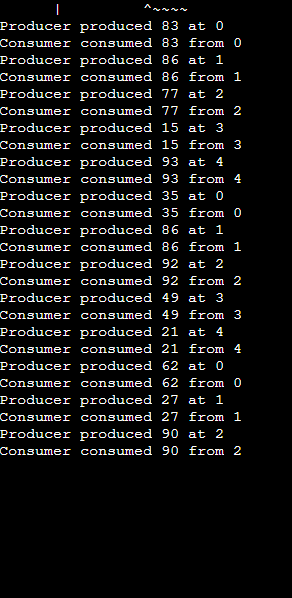 |          ^~~~~
Producer produced 83 at 0
Consumer consumed 83 from 0
Producer produced 86 at 1
Consumer consumed 86 from 1
Producer produced 77 at 2
Consumer consumed 77 from 2
Producer produced 15 at 3
Consumer consumed 15 from 3
Producer produced 93 at 4
Consumer consumed 93 from 4
Producer produced 35 at 0
Consumer consumed 35 from 0
Producer produced 86 at 1
Consumer consumed 86 from 1
Producer produced 92 at 2
Consumer consumed 92 from 2
Producer produced 49 at 3
Consumer consumed 49 from 3
Producer produced 21 at 4
Consumer consumed 21 from 4
Producer produced 62 at 0
Consumer consumed 62 from 0
Producer produced 27 at 1
Consumer consumed 27 from 1
Producer produced 90 at 2
Consumer consumed 90 from 2